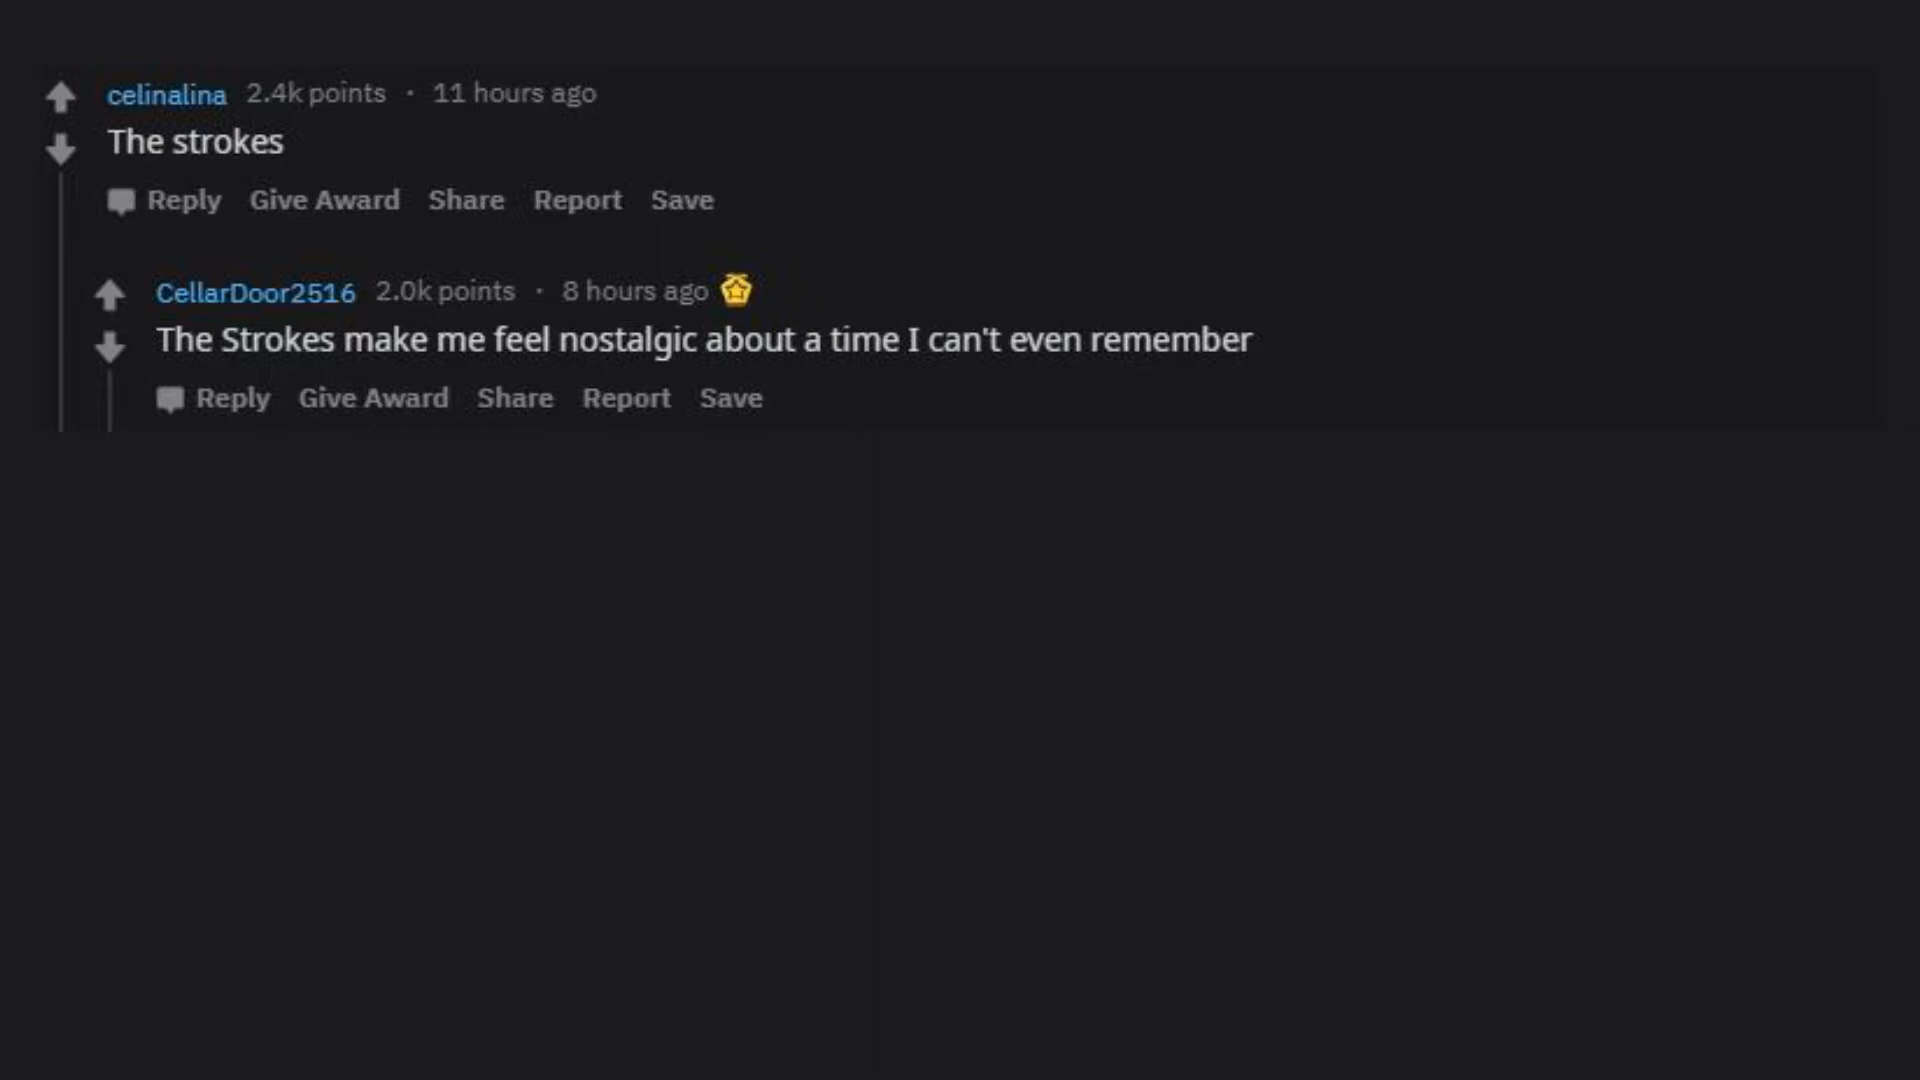 celinalina 2.4k points · 11 hours ago
The strokes
Reply Give Award Share Report Save
CellarDoor2516 2.0k points · 8 hours ago
The Strokes make me feel nostalgic about a time I can't even remember
Reply Give Award Share Report Save